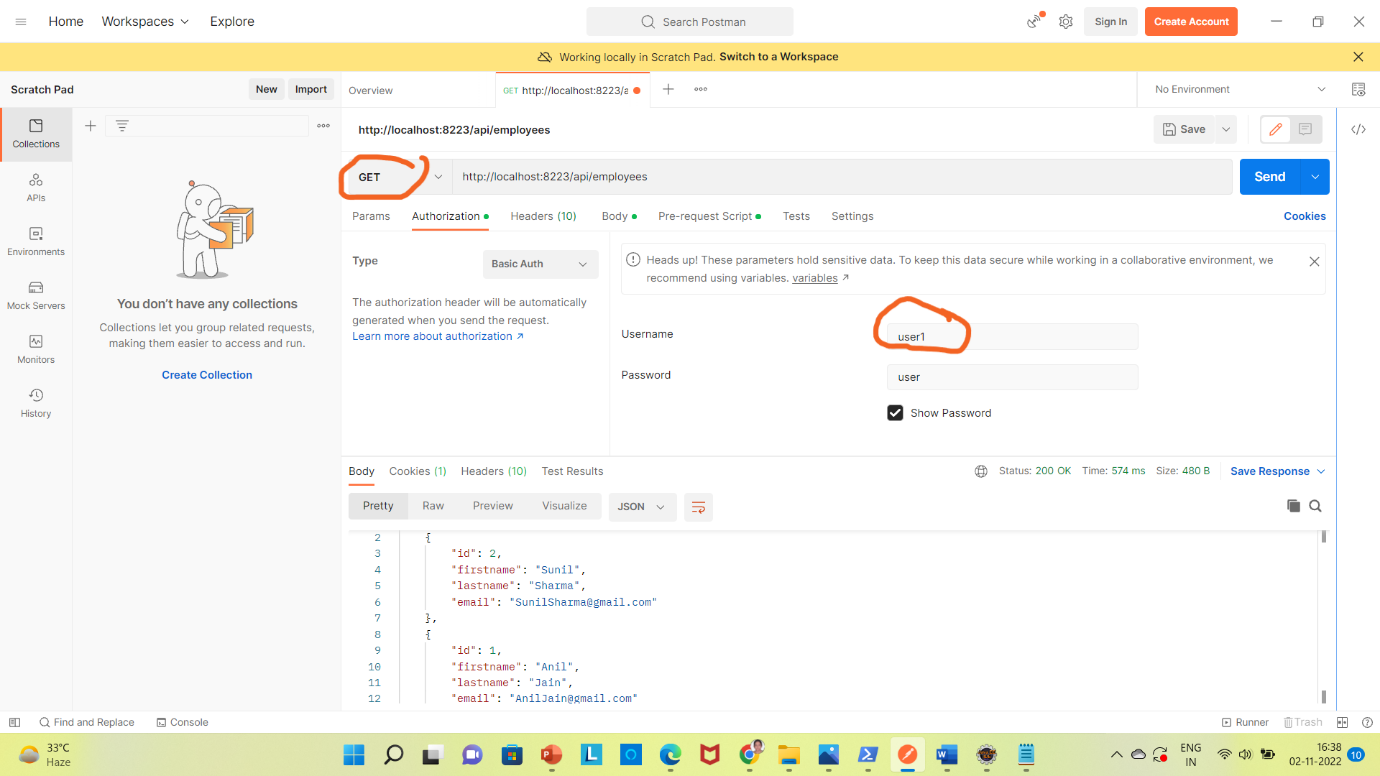 Home Workspaces Explore Search Postman Sign In Create Account
Working locally in Scratch Pad. Switch to a Workspace
Scratch Pad New Import Overview GET http://localhost:8223/a No Environment
Collections
http://localhost:8223/api/employees Save
GET http://localhost:8223/api/employees Send
APIs
Params Authorization Headers (10) Body Pre-request Script Tests Settings Cookies
Environments
Type Basic Auth
Heads up! These parameters hold sensitive data. To keep this data secure while working in a collaborative environment, we
recommend using variables. variables
Mock Servers
You don't have any collections
Collections let you group related requests,
making them easier to access and run.
The authorization header will be automatically
generated when you send the request.
Learn more about authorization
Username user1
Monitors
Create Collection
Password user
History
Show Password
Body Cookies (1) Headers (10) Test Results Status: 200 OK Time: 574 ms Size: 480 B Save Response
Pretty Raw Preview Visualize JSON
2 {
3 "id": 2,
4 "firstname": "Sunil",
5 "lastname": "Sharma",
6 "email": "SunilSharma@gmail.com"
7 },
8 {
9 "id": 1,
10 "firstname": "Anil",
11 "lastname": "Jain",
12 "email": "AnilJain@gmail.com"
Find and Replace Console Runner Trash
33°C
Haze
ENG
IN
16:38
02-11-2022
10